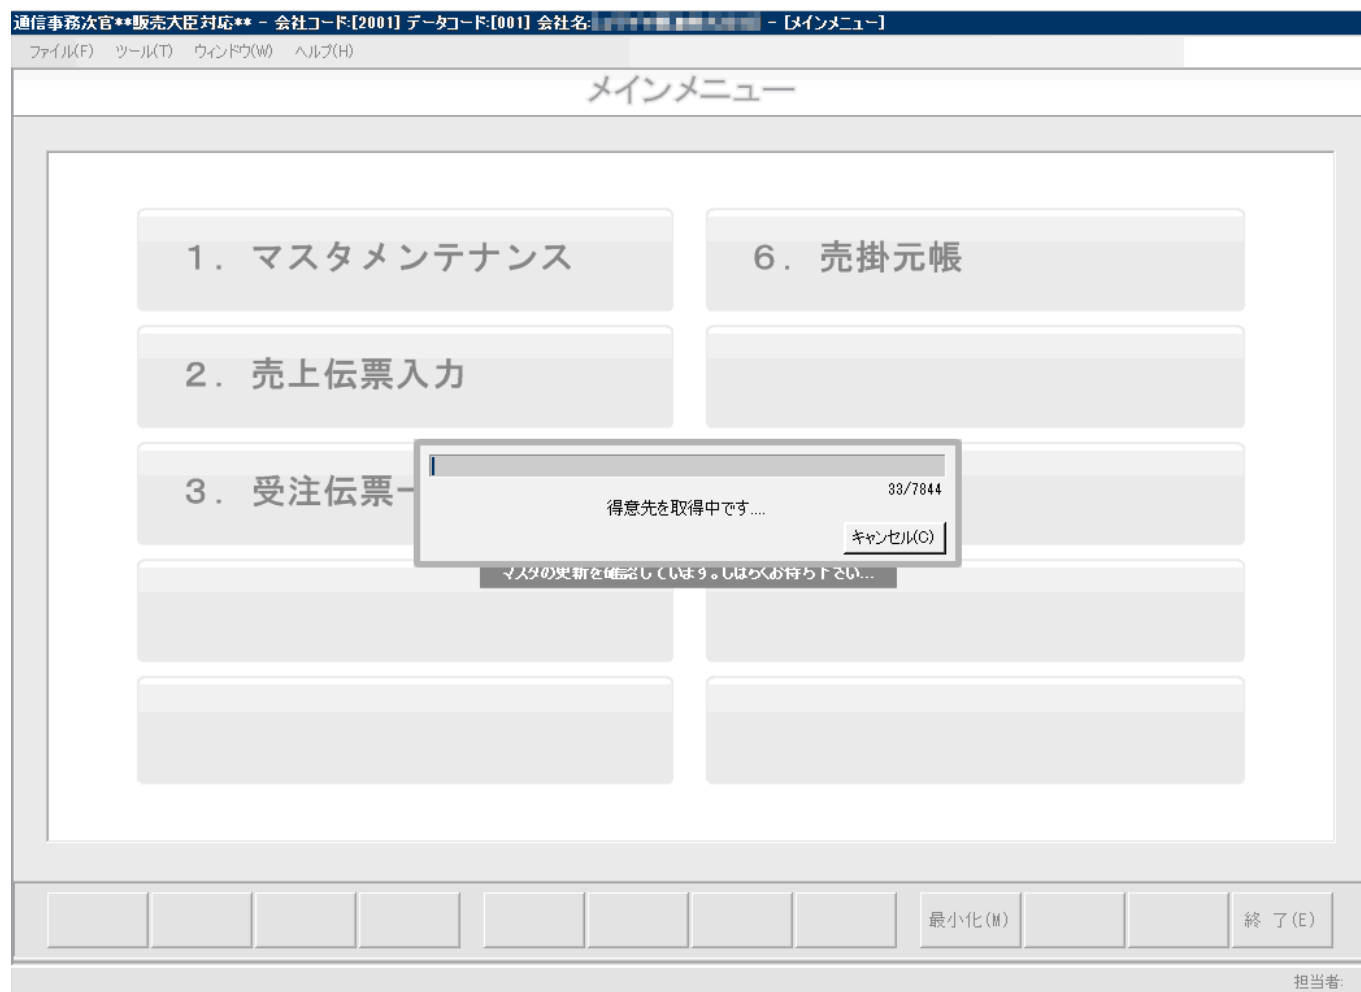 通信事務次官**販売大臣対応** - 会社コード:[2001] データコード:[001] 会社名: - [メインメニュー]
ファイル(F) ツール(T) ウィンドウ(W) ヘルプ(H)
メインメニュー
１．マスタメンテナンス
６．売掛元帳
２．売上伝票入力
３．受注伝票
33/7844
得意先を取得中です....
キャンセル(C)
マスタの更新を確認しています。しばらくお待ち下さい...
最小化(M)
終 了(E)
担当者: